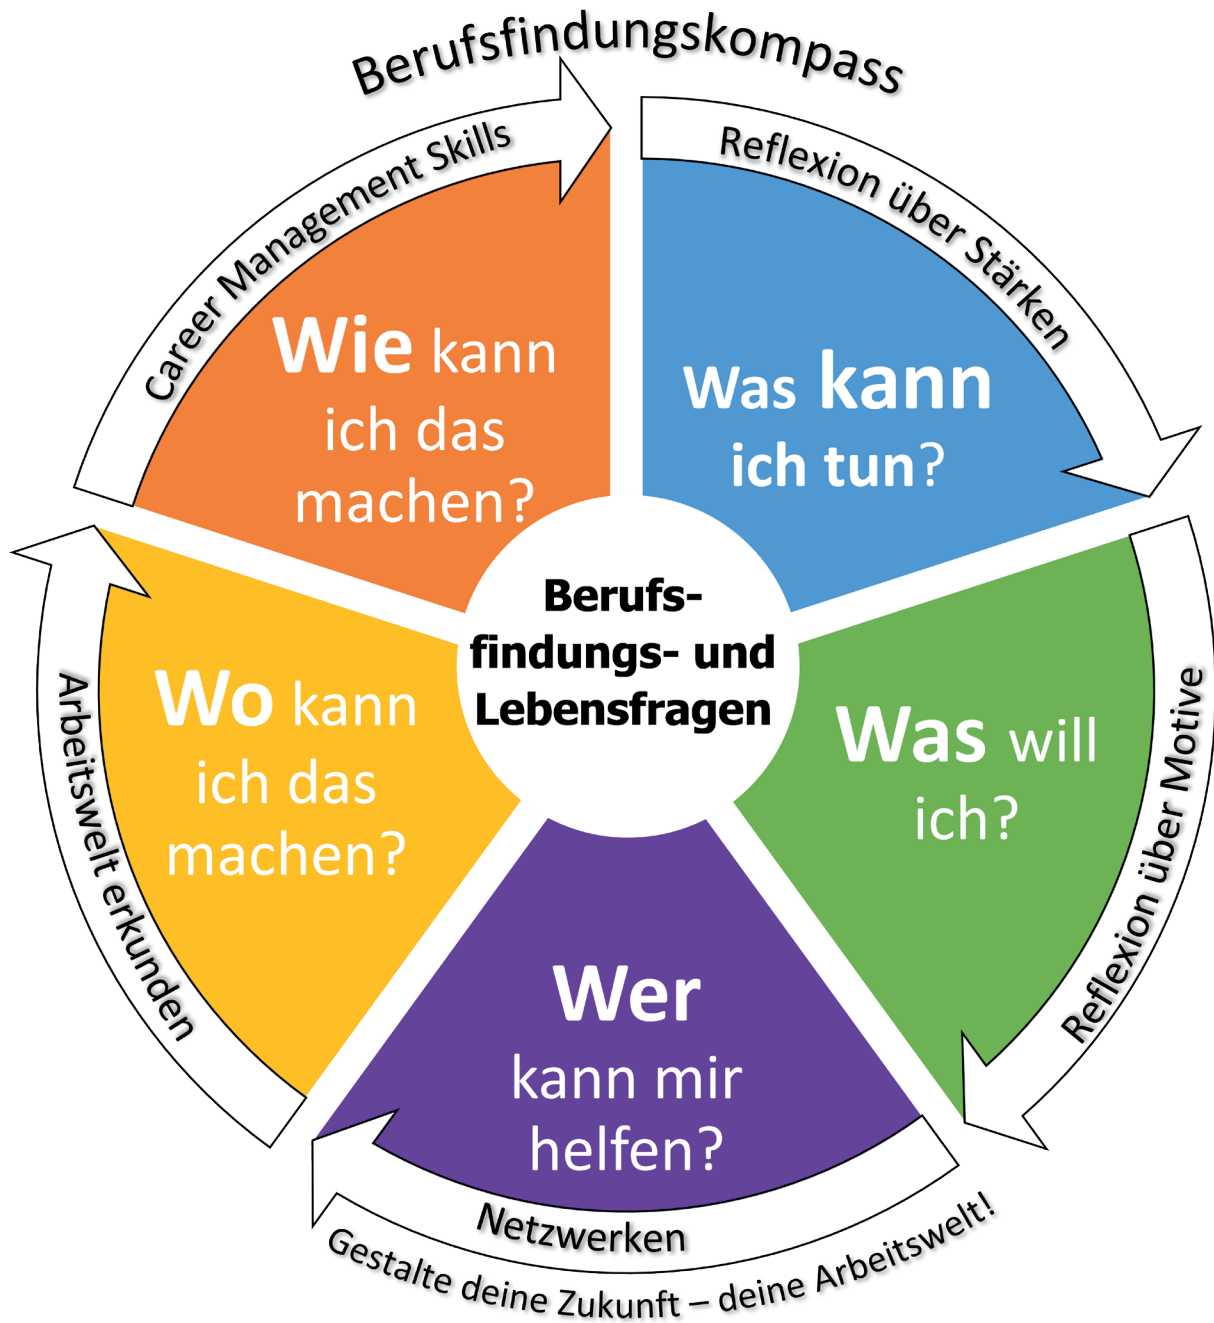 Berufsfindungskompass
Reflexion über Stärken
Was kann
ich tun?
Reflexion über Motive
Was will
ich?
Netzwerken
Wer
kann mir
helfen?
Arbeitswelt erkunden
Wo kann
ich das
machen?
Career Management Skills
Wie kann
ich das
machen?
Berufs-
findungs- und
Lebensfragen
Gestalte deine Zukunft – deine Arbeitswelt!